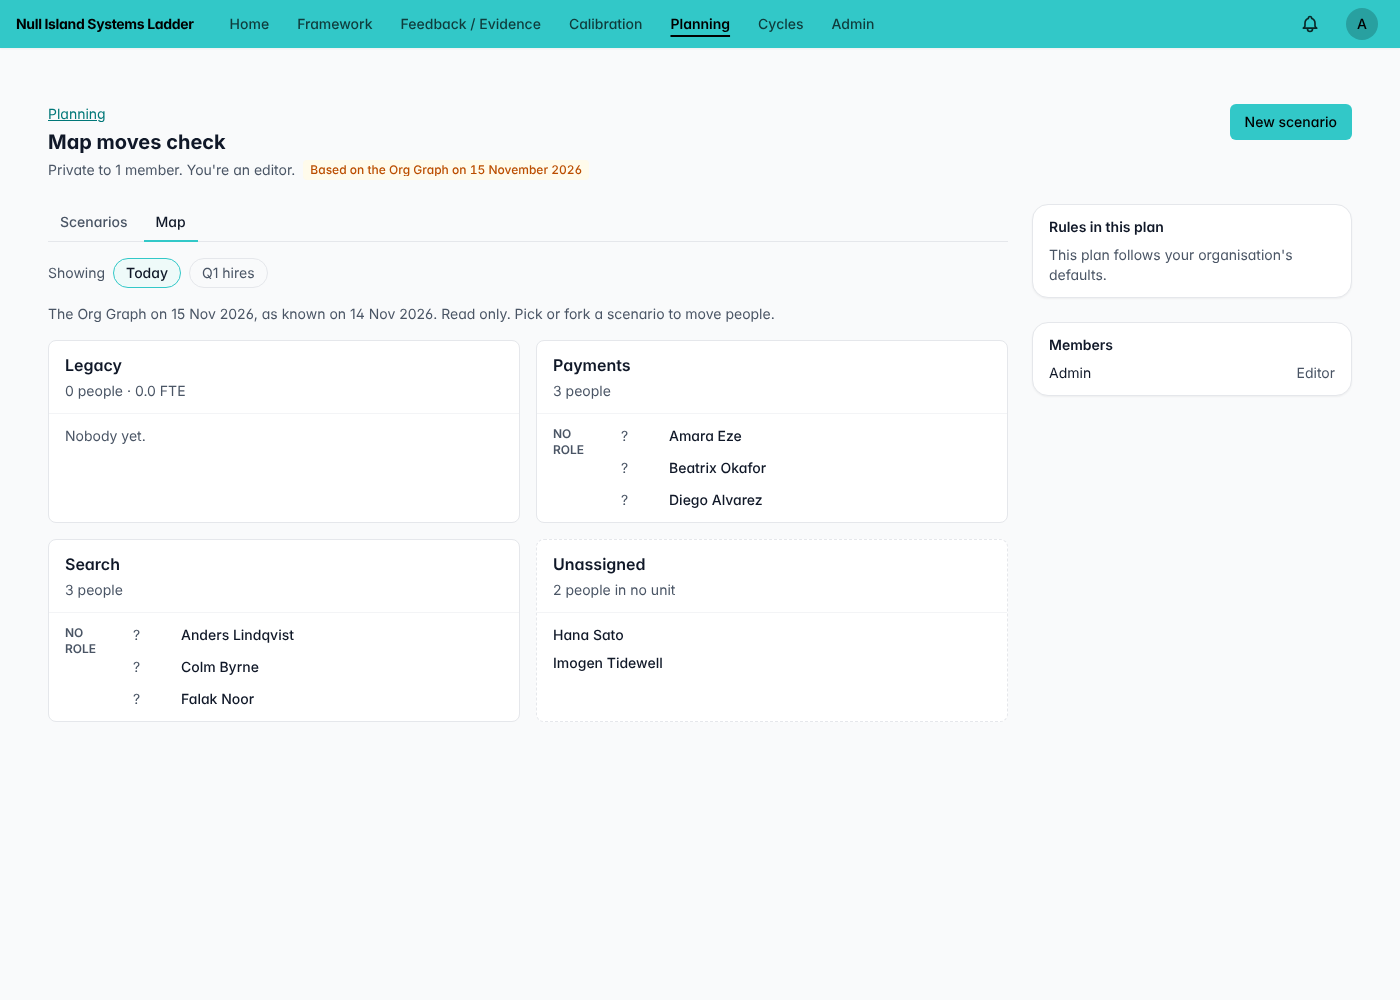 Null Island Systems Ladder
Home
Framework
Feedback / Evidence
Calibration
Planning
Cycles
Admin
A
Planning
Map moves check
New scenario
Private to 1 member. You're an editor.
Based on the Org Graph on 15 November 2026
Scenarios
Map
Showing
Today
Q1 hires
The Org Graph on 15 Nov 2026, as known on 14 Nov 2026. Read only. Pick or fork a scenario to move people.
Legacy
0 people · 0.0 FTE
Nobody yet.
Payments
3 people
NO
ROLE
? Amara Eze
? Beatrix Okafor
? Diego Alvarez
Search
3 people
NO
ROLE
? Anders Lindqvist
? Colm Byrne
? Falak Noor
Unassigned
2 people in no unit
Hana Sato
Imogen Tidewell
Rules in this plan
This plan follows your organisation's
defaults.
Members
Admin Editor